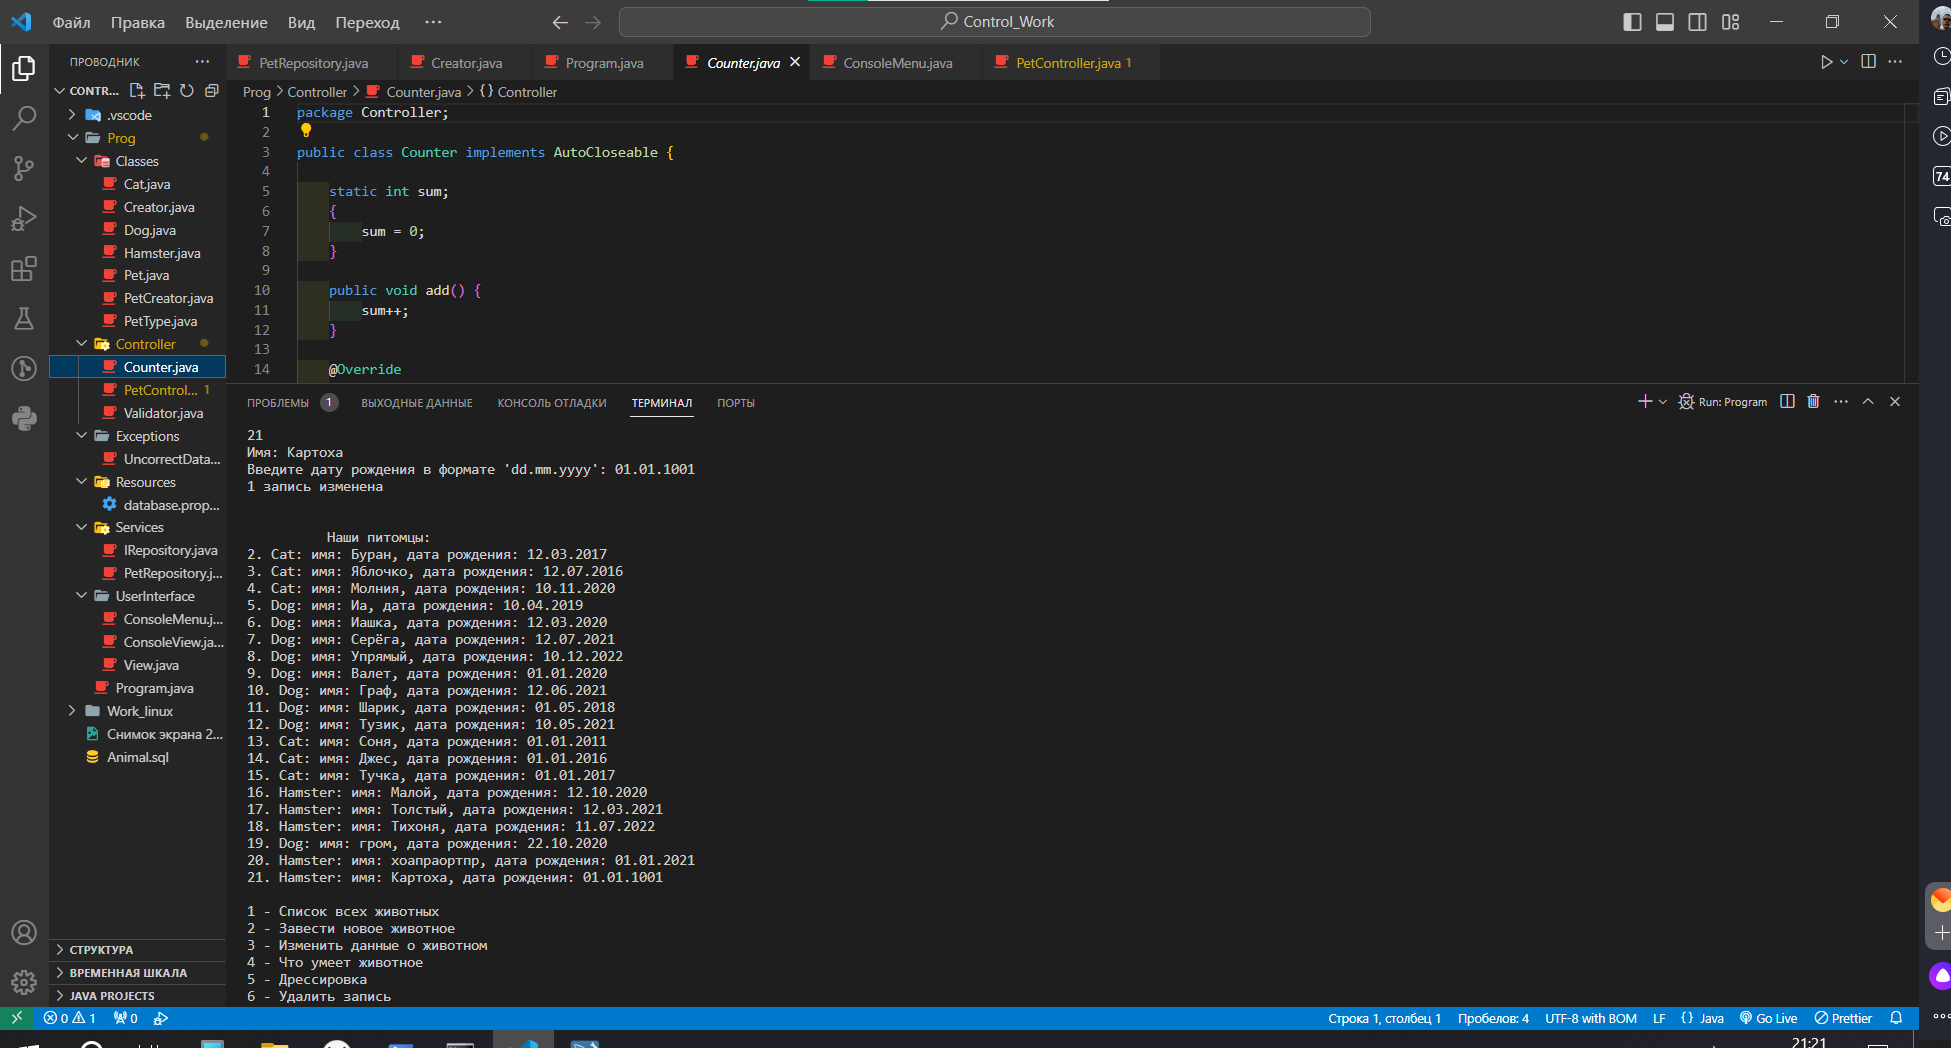 Файл Правка Выделение Вид Переход ··· Control_Work
ПРОВОДНИК ···
CONTR...
.vscode
Prog
Classes
Cat.java
Creator.java
Dog.java
Hamster.java
Pet.java
PetCreator.java
PetType.java
Controller
Counter.java
PetControl... 1
Validator.java
Exceptions
UncorrectData...
Resources
database.prop...
Services
IRepository.java
PetRepository.j...
UserInterface
ConsoleMenu.j...
ConsoleView.ja...
View.java
Program.java
Work_linux
Снимок экрана 2...
Animal.sql
СТРУКТУРА
ВРЕМЕННАЯ ШКАЛА
JAVA PROJECTS
PetRepository.java Creator.java Program.java Counter.java ConsoleMenu.java PetController.java 1
Prog > Controller > Counter.java > {} Controller
1 package Controller;
2
3 public class Counter implements AutoCloseable {
4
5 static int sum;
6 {
7 sum = 0;
8 }
9
10 public void add() {
11 sum++;
12 }
13
14 @Override
ПРОБЛЕМЫ 1 ВЫХОДНЫЕ ДАННЫЕ КОНСОЛЬ ОТЛАДКИ ТЕРМИНАЛ ПОРТЫ Run: Program
21
Имя: Картоха
Введите дату рождения в формате 'dd.mm.yyyy': 01.01.1001
1 запись изменена
Наши питомцы:
2. Cat: имя: Буран, дата рождения: 12.03.2017
3. Cat: имя: Яблочко, дата рождения: 12.07.2016
4. Cat: имя: Молния, дата рождения: 10.11.2020
5. Dog: имя: Иа, дата рождения: 10.04.2019
6. Dog: имя: Иашка, дата рождения: 12.03.2020
7. Dog: имя: Серёга, дата рождения: 12.07.2021
8. Dog: имя: Упрямый, дата рождения: 10.12.2022
9. Dog: имя: Валет, дата рождения: 01.01.2020
10. Dog: имя: Граф, дата рождения: 12.06.2021
11. Dog: имя: Шарик, дата рождения: 01.05.2018
12. Dog: имя: Тузик, дата рождения: 10.05.2021
13. Cat: имя: Соня, дата рождения: 01.01.2011
14. Cat: имя: Джес, дата рождения: 01.01.2016
15. Cat: имя: Тучка, дата рождения: 01.01.2017
16. Hamster: имя: Малой, дата рождения: 12.10.2020
17. Hamster: имя: Толстый, дата рождения: 12.03.2021
18. Hamster: имя: Тихоня, дата рождения: 11.07.2022
19. Dog: имя: гром, дата рождения: 22.10.2020
20. Hamster: имя: хоапраортпр, дата рождения: 01.01.2021
21. Hamster: имя: Картоха, дата рождения: 01.01.1001
1 - Список всех животных
2 - Завести новое животное
3 - Изменить данные о животном
4 - Что умеет животное
5 - Дрессировка
6 - Удалить запись
0 1 0 Строка 1, столбец 1 Пробелов: 4 UTF-8 with BOM LF {} Java Go Live Prettier
74
21:21